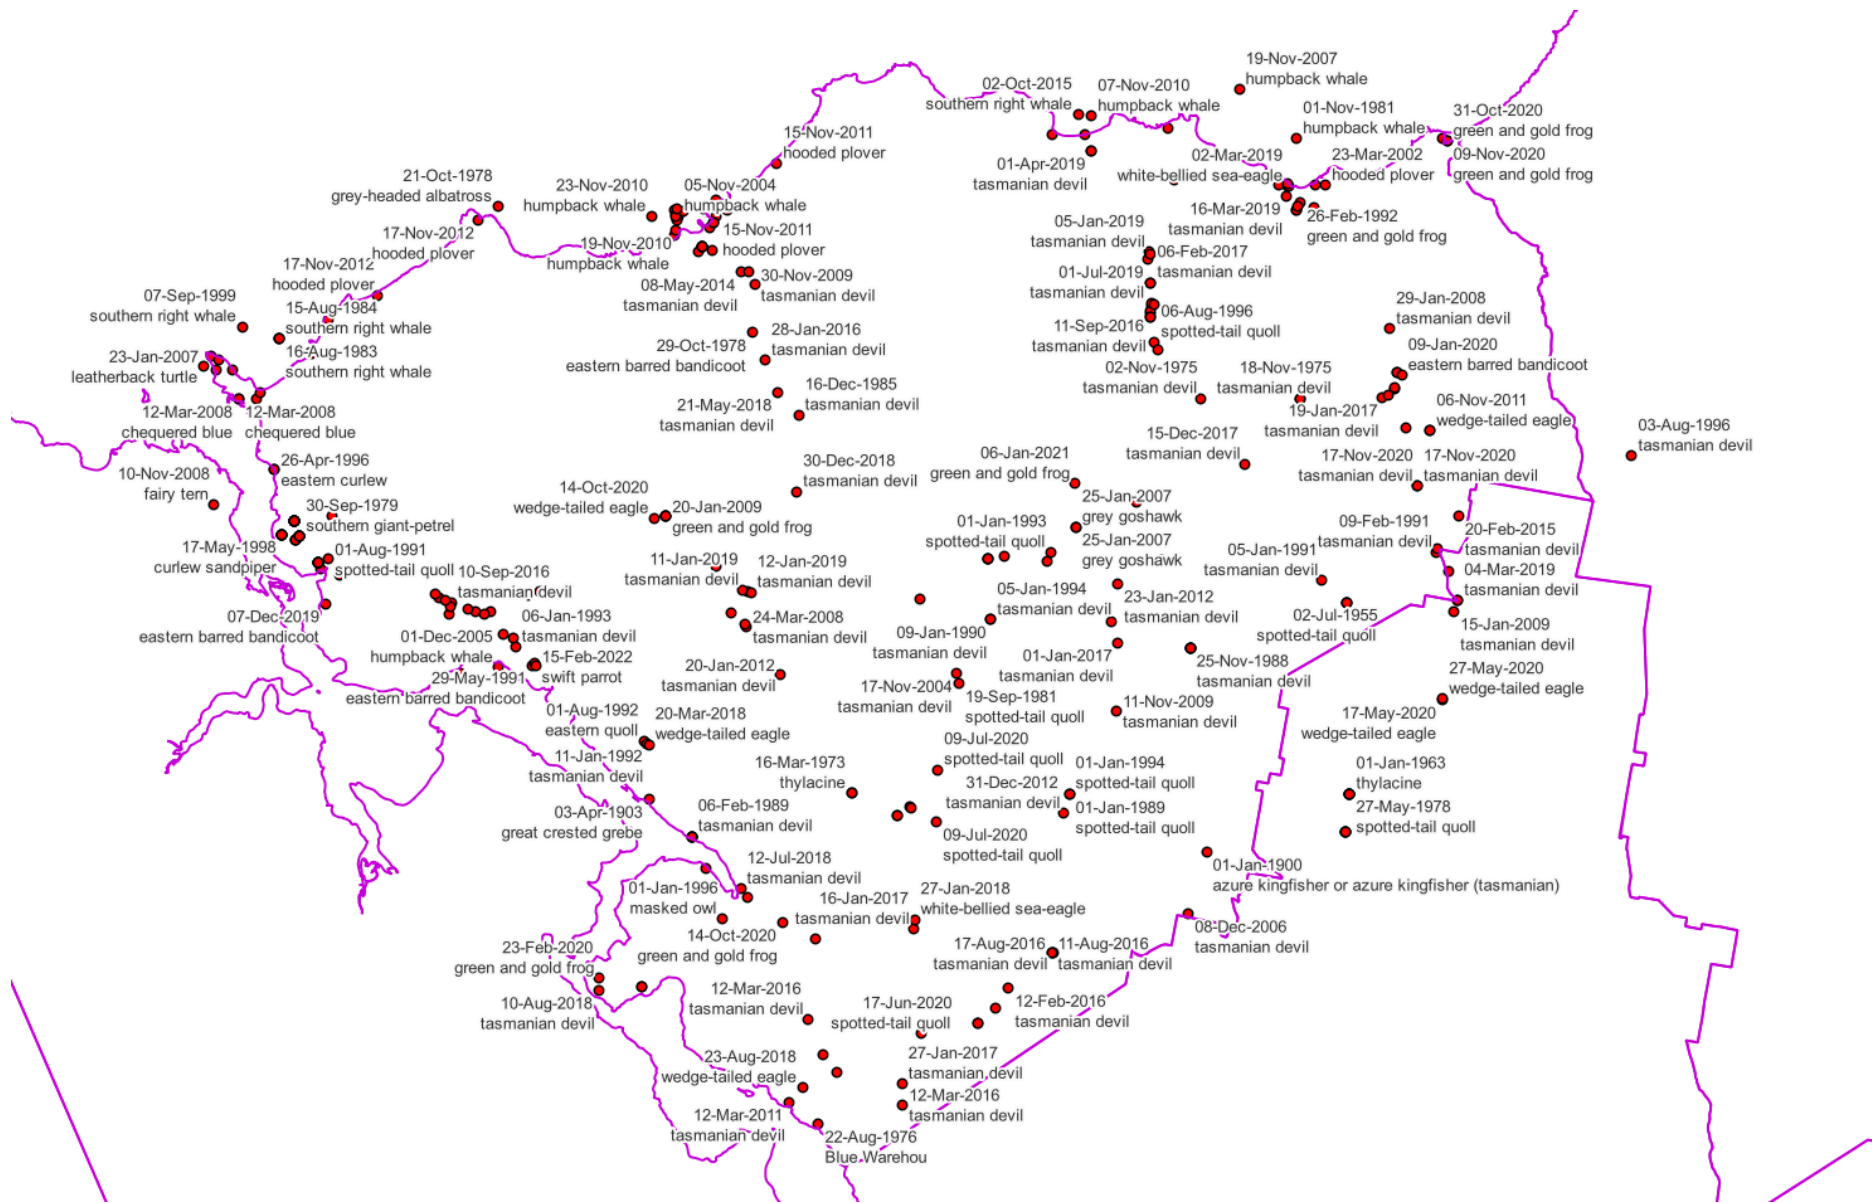 19-Nov-2007
humpback whale
02-Oct-2015
southern right whale
07-Nov-2010
humpback whale
01-Nov-1981
humpback whale
31-Oct-2020
green and gold frog
15-Nov-2011
hooded plover
01-Apr-2019
tasmanian devil
02-Mar-2019
white-bellied sea-eagle
23-Mar-2002
hooded plover
09-Nov-2020
green and gold frog
21-Oct-1978
grey-headed albatross
23-Nov-2010
humpback whale
05-Nov-2004
humpback whale
16-Mar-2019
tasmanian devil
26-Feb-1992
green and gold frog
17-Nov-2012
hooded plover
19-Nov-2010
humpback whale
15-Nov-2011
hooded plover
05-Jan-2019
tasmanian devil
06-Feb-2017
tasmanian devil
17-Nov-2012
hooded plover
08-May-2014
tasmanian devil
30-Nov-2009
tasmanian devil
01-Jul-2019
tasmanian devil
07-Sep-1999
southern right whale
15-Aug-1984
southern right whale
06-Aug-1996
spotted-tail quoll
29-Jan-2008
tasmanian devil
28-Jan-2016
tasmanian devil
11-Sep-2016
tasmanian devil
29-Oct-1978
eastern barred bandicoot
23-Jan-2007
leatherback turtle
16-Aug-1983
southern right whale
09-Jan-2020
eastern barred bandicoot
16-Dec-1985
tasmanian devil
02-Nov-1975
tasmanian devil
18-Nov-1975
tasmanian devil
12-Mar-2008
chequered blue
12-Mar-2008
chequered blue
21-May-2018
tasmanian devil
19-Jan-2017
tasmanian devil
06-Nov-2011
wedge-tailed eagle
03-Aug-1996
tasmanian devil
15-Dec-2017
tasmanian devil
26-Apr-1996
eastern curlew
06-Jan-2021
green and gold frog
30-Dec-2018
tasmanian devil
17-Nov-2020
tasmanian devil
17-Nov-2020
tasmanian devil
10-Nov-2008
fairy tern
14-Oct-2020
wedge-tailed eagle
20-Jan-2009
green and gold frog
25-Jan-2007
grey goshawk
30-Sep-1979
southern giant-petrel
01-Jan-1993
spotted-tail quoll
25-Jan-2007
grey goshawk
09-Feb-1991
tasmanian devil
20-Feb-2015
tasmanian devil
17-May-1998
curlew sandpiper
01-Aug-1991
spotted-tail quoll
11-Jan-2019
tasmanian devil
12-Jan-2019
tasmanian devil
05-Jan-1991
tasmanian devil
04-Mar-2019
tasmanian devil
10-Sep-2016
tasmanian devil
05-Jan-1994
tasmanian devil
23-Jan-2012
tasmanian devil
07-Dec-2019
eastern barred bandicoot
06-Jan-1993
tasmanian devil
24-Mar-2008
tasmanian devil
02-Jul-1955
spotted-tail quoll
15-Jan-2009
tasmanian devil
01-Dec-2005
humpback whale
09-Jan-1990
tasmanian devil
01-Jan-2017
tasmanian devil
25-Nov-1988
tasmanian devil
15-Feb-2022
swift parrot
20-Jan-2012
tasmanian devil
27-May-2020
wedge-tailed eagle
29-May-1991
eastern barred bandicoot
17-Nov-2004
tasmanian devil
19-Sep-1981
spotted-tail quoll
11-Nov-2009
tasmanian devil
01-Aug-1992
eastern quoll
20-Mar-2018
wedge-tailed eagle
17-May-2020
wedge-tailed eagle
09-Jul-2020
spotted-tail quoll
11-Jan-1992
tasmanian devil
16-Mar-1973
thylacine
01-Jan-1994
spotted-tail quoll
01-Jan-1963
thylacine
31-Dec-2012
tasmanian devil
03-Apr-1903
great crested grebe
06-Feb-1989
tasmanian devil
01-Jan-1989
spotted-tail quoll
27-May-1978
spotted-tail quoll
09-Jul-2020
spotted-tail quoll
12-Jul-2018
tasmanian devil
01-Jan-1900
azure kingfisher or azure kingfisher (tasmanian)
01-Jan-1996
masked owl
16-Jan-2017
tasmanian devil
27-Jan-2018
white-bellied sea-eagle
08-Dec-2006
tasmanian devil
14-Oct-2020
green and gold frog
23-Feb-2020
green and gold frog
17-Aug-2016
tasmanian devil
11-Aug-2016
tasmanian devil
10-Aug-2018
tasmanian devil
12-Mar-2016
tasmanian devil
17-Jun-2020
spotted-tail quoll
12-Feb-2016
tasmanian devil
23-Aug-2018
wedge-tailed eagle
27-Jan-2017
tasmanian devil
12-Mar-2016
tasmanian devil
12-Mar-2011
tasmanian devil
22-Aug-1976
Blue Warehou